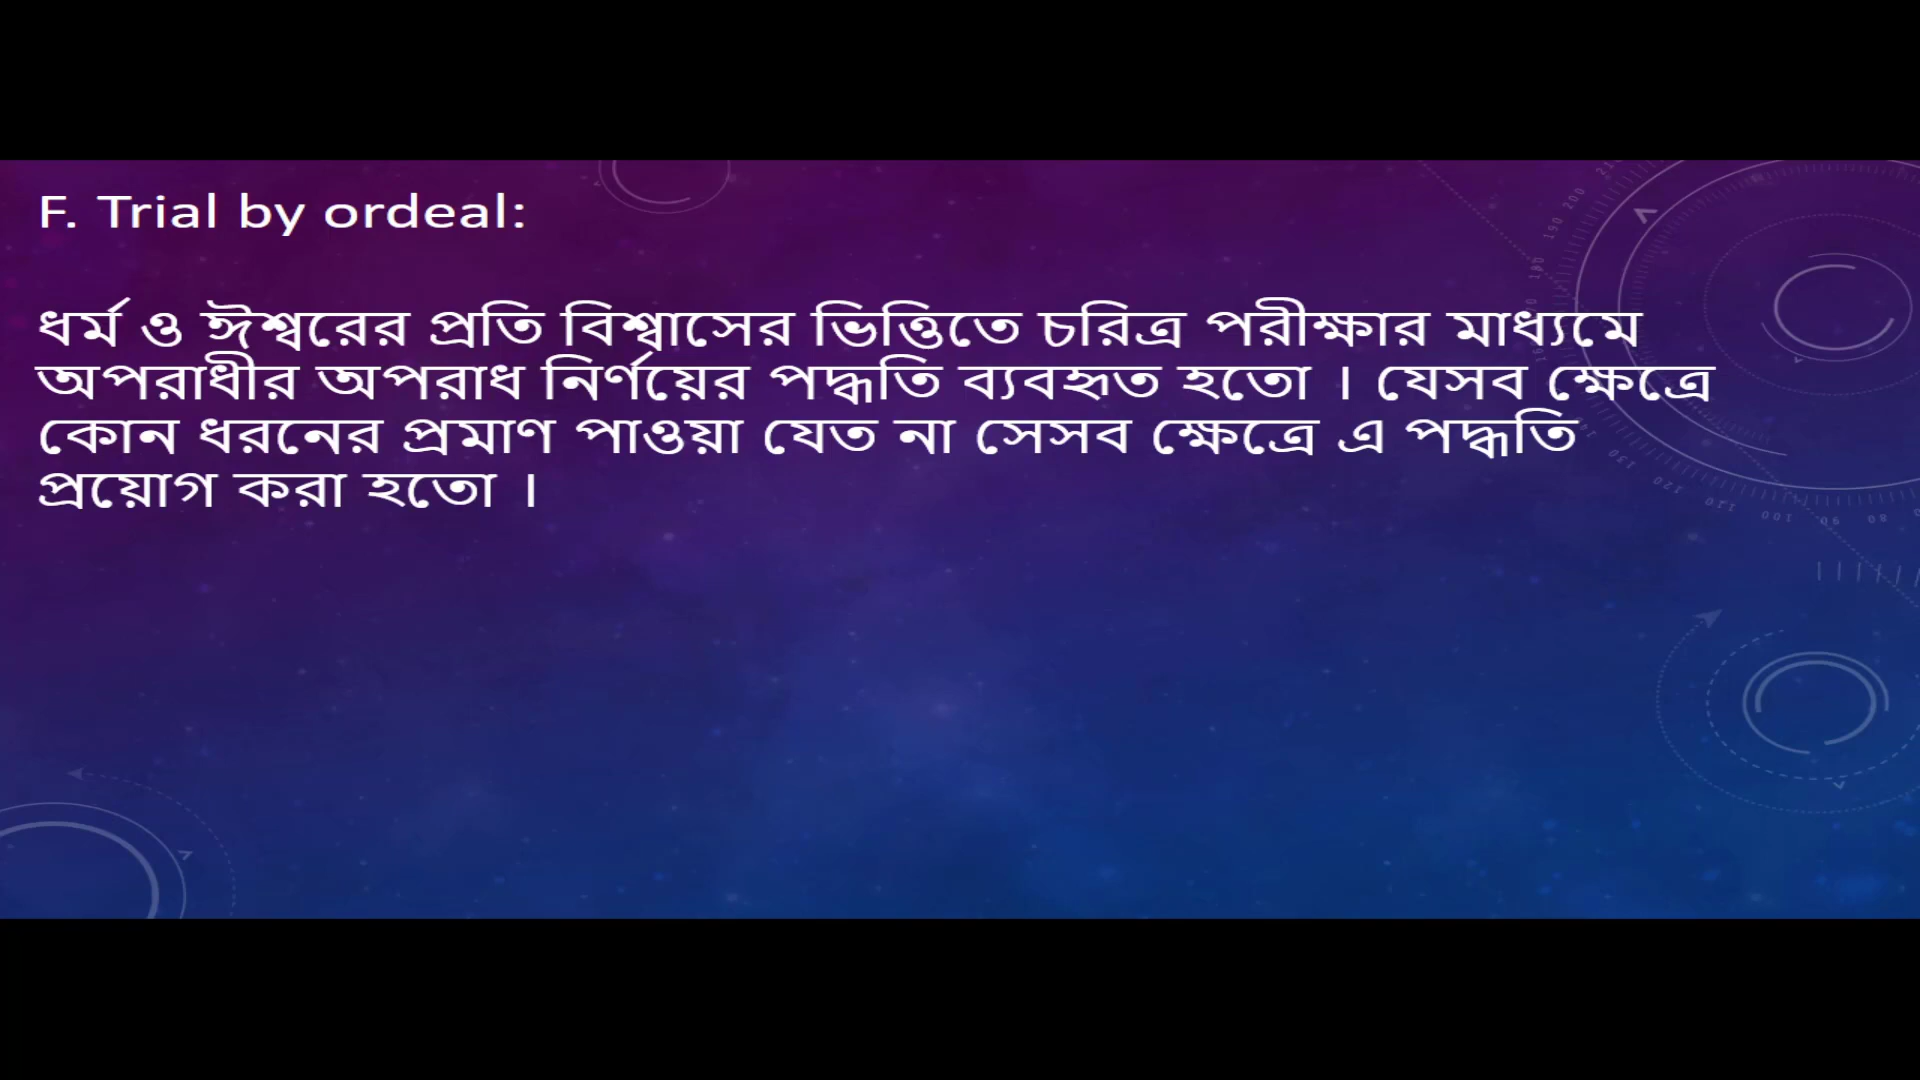 F. Trial by ordeal:
ধর্ম ও ঈশ্বরের প্রতি বিশ্বাসের ভিত্তিতে চরিত্র পরীক্ষার মাধ্যমে
অপরাধীর অপরাধ নির্ণয়ের পদ্ধতি ব্যবহৃত হতো । যেসব ক্ষেত্রে
কোন ধরনের প্রমাণ পাওয়া যেত না সেসব ক্ষেত্রে এ পদ্ধতি
প্রয়োগ করা হতো ।